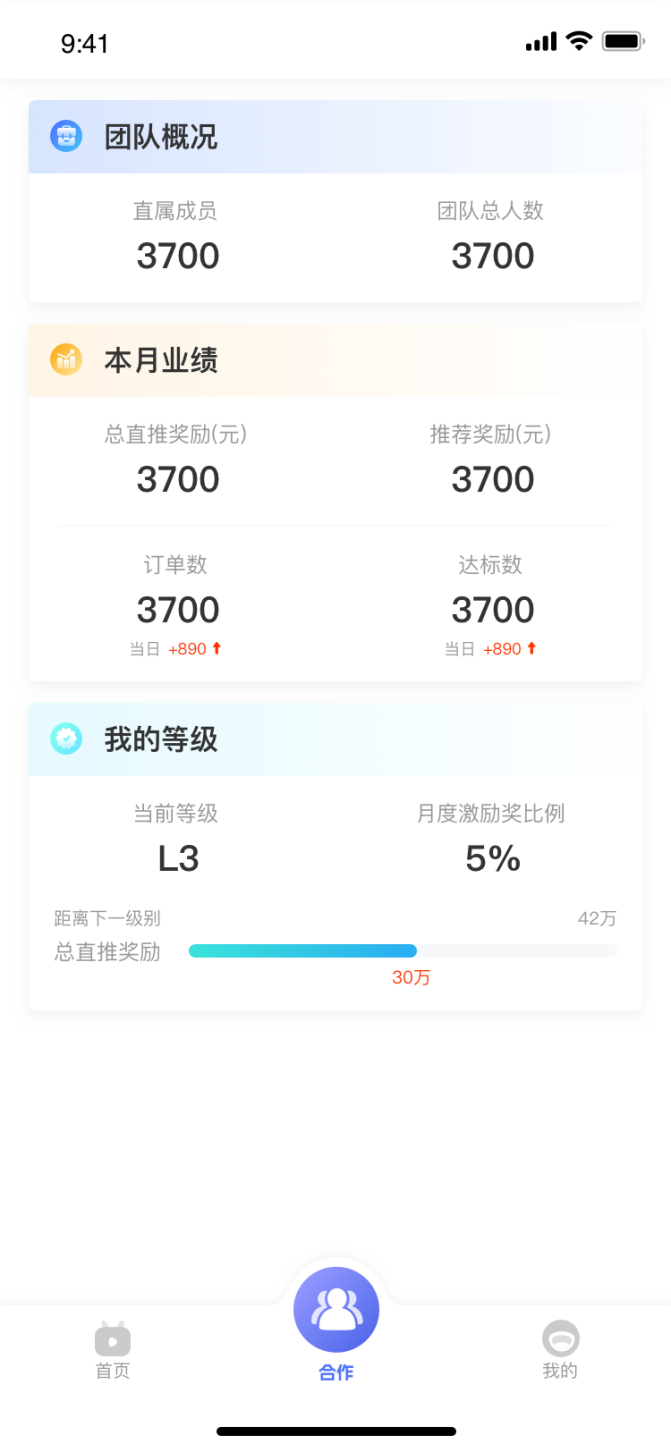 9:41
团队概况
直属成员 团队总人数
3700 3700
本月业绩
总直推奖励(元) 推荐奖励(元)
3700 3700
订单数 达标数
3700 3700
当日 +890 当日 +890
我的等级
当前等级 月度激励奖比例
L3 5%
距离下一级别 42万
总直推奖励
30万
首页 合作 我的